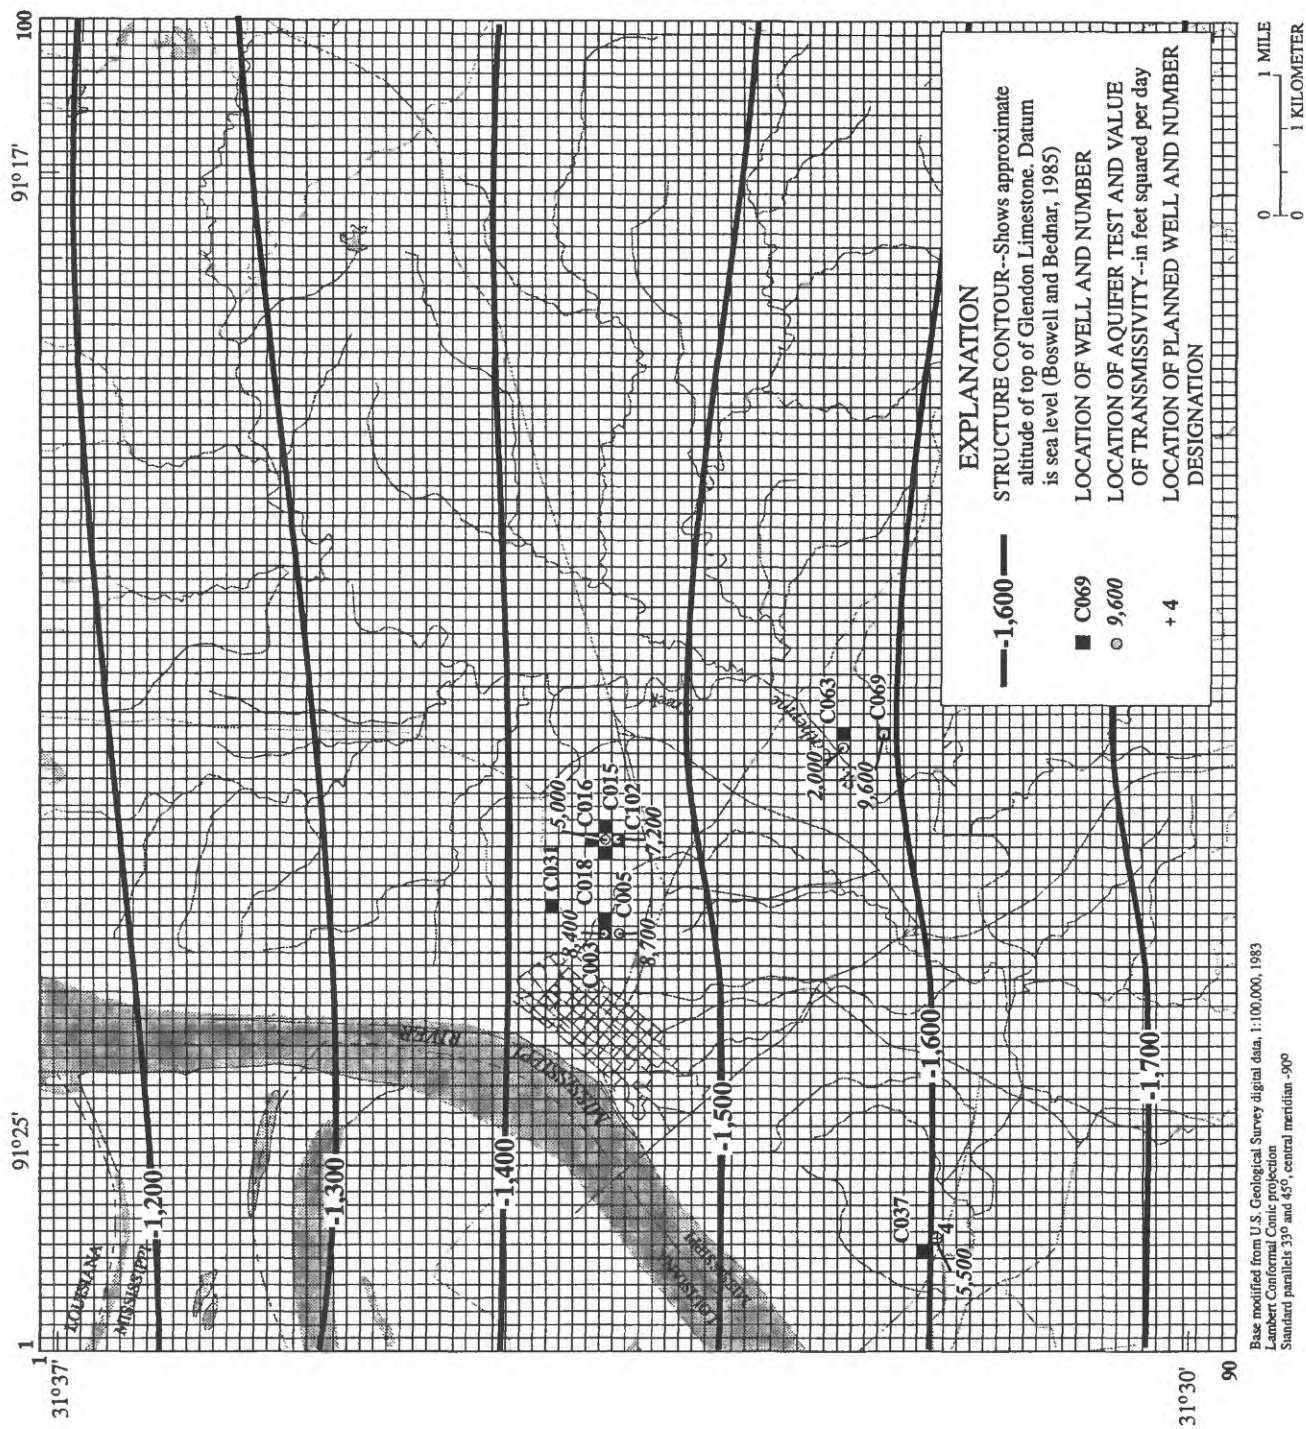 91°25'
91°17'
1
100
1
31°37'
LOUISIANA
MISSISSIPPI
-1,200
-1,300
RIVER
MISSISSIPPI
-1,400
C031
5,000
C016
C015
C018
C102
7,200
8,400
C003
C005
8,700
Creek
-1,500
LOUISIANA
MISSISSIPPI
2,000
C063
9,600
C069
-1,600
C037
4
5,500
-1,700
31°30'
90
EXPLANATION
-1,600 STRUCTURE CONTOUR--Shows approximate
altitude of top of Glendon Limestone. Datum
is sea level (Boswell and Bednar, 1985)
C069 LOCATION OF WELL AND NUMBER
9,600 LOCATION OF AQUIFER TEST AND VALUE
OF TRANSMISSIVITY--in feet squared per day
+ 4 LOCATION OF PLANNED WELL AND NUMBER
DESIGNATION
0 1 MILE
0 1 KILOMETER
Base modified from U.S. Geological Survey digital data, 1:100,000, 1983
Lambert Conformal Conic projection
Standard parallels 33° and 45°, central meridian -90°